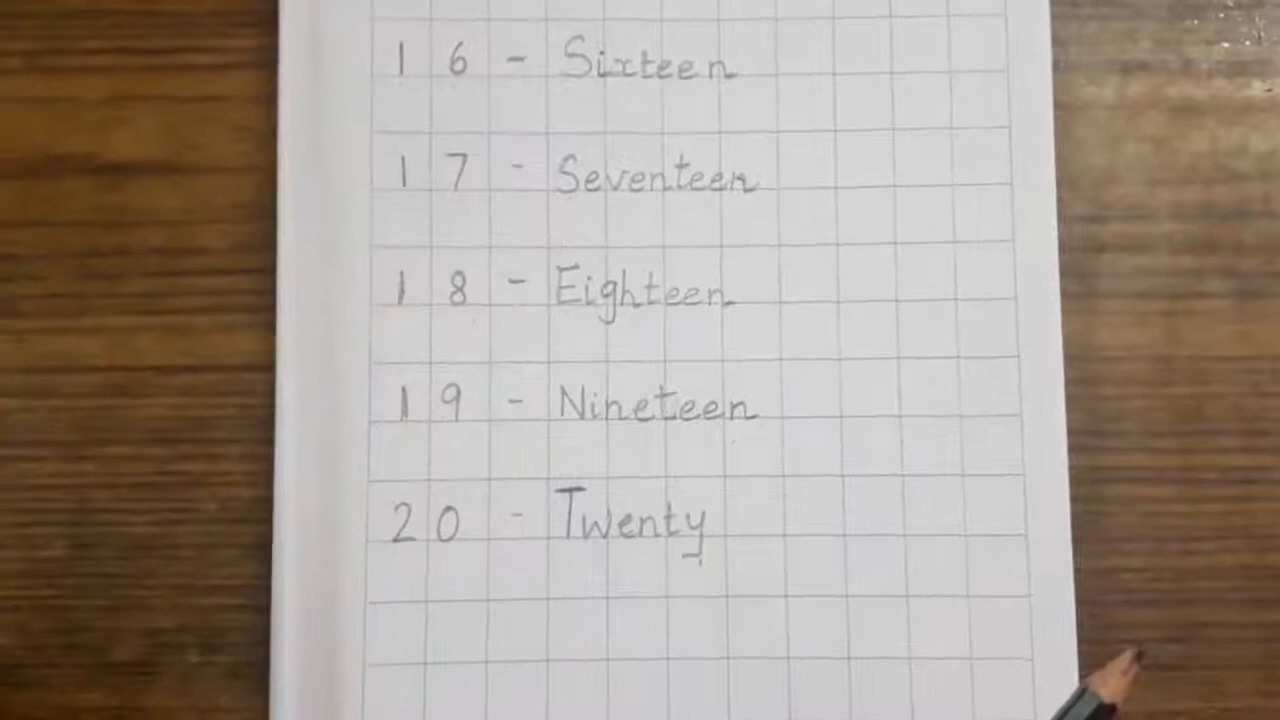 16 - Sixteen
17 - Seventeen
18 - Eighteen
19 - Nineteen
20 - Twenty